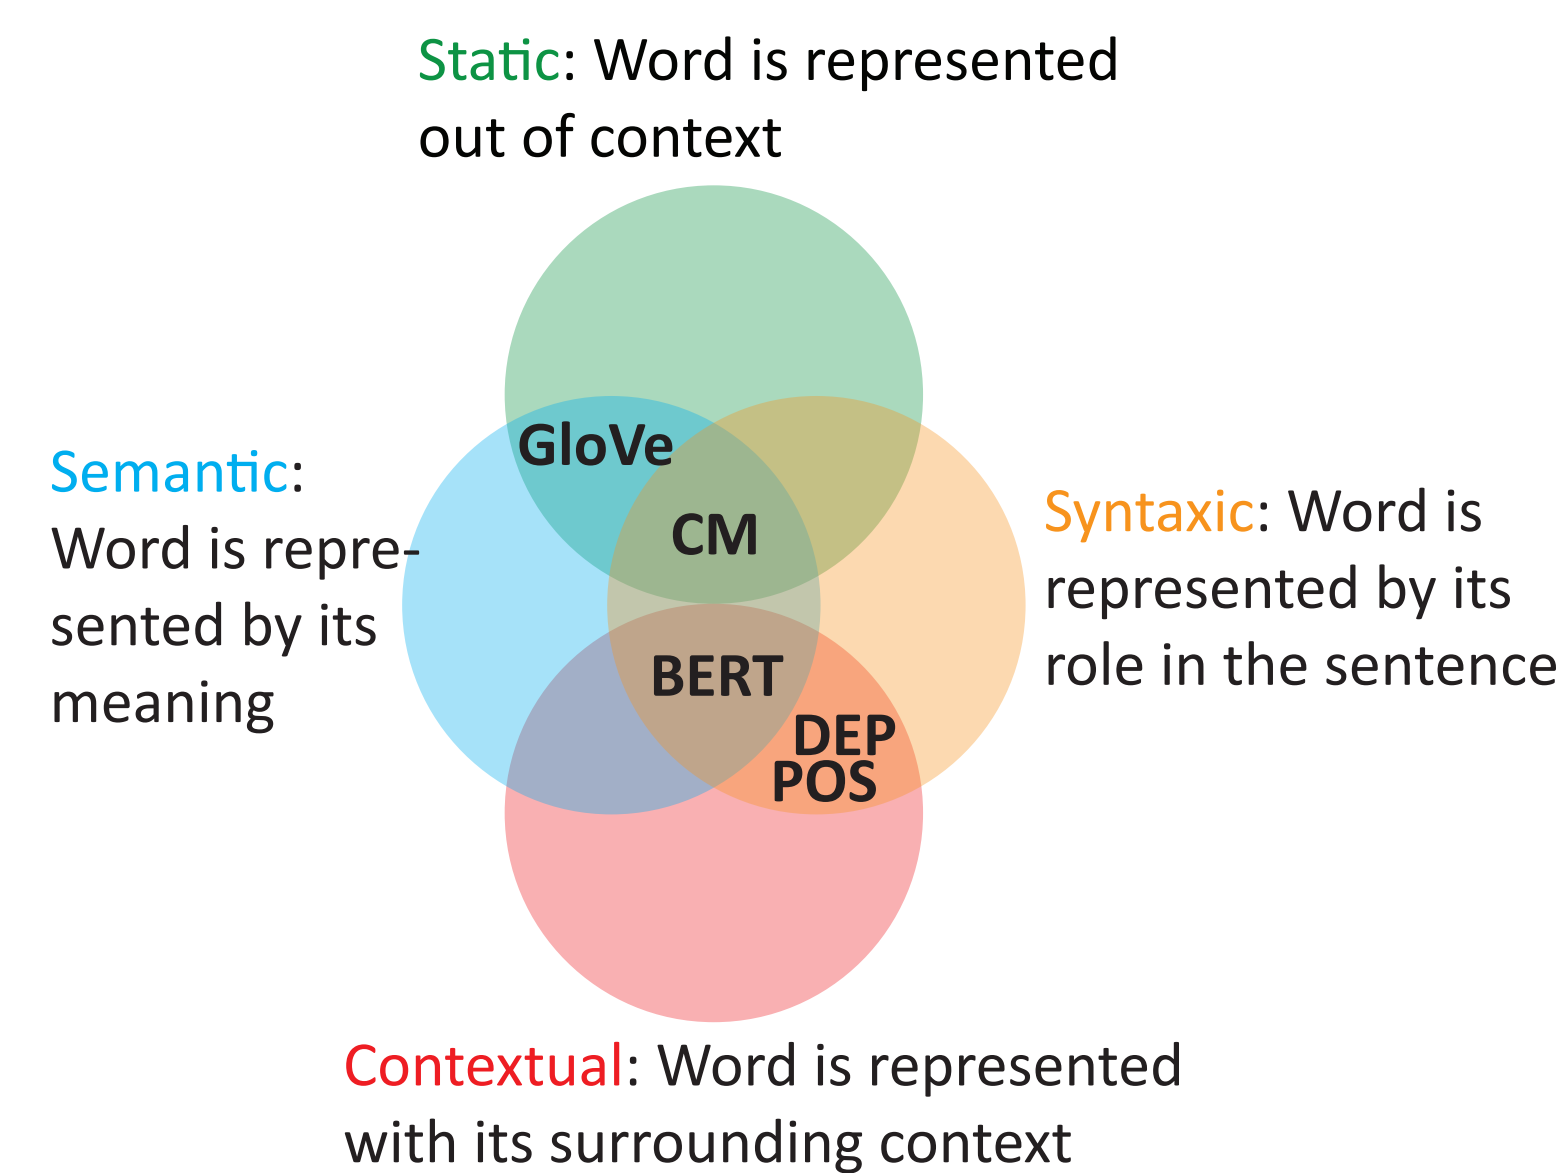 Static: Word is represented
out of context
GloVe
CM
Semantic:
Word is repre-
sented by its
meaning
Syntaxic: Word is
represented by its
role in the sentence
BERT
DEP
POS
Contextual: Word is represented
with its surrounding context